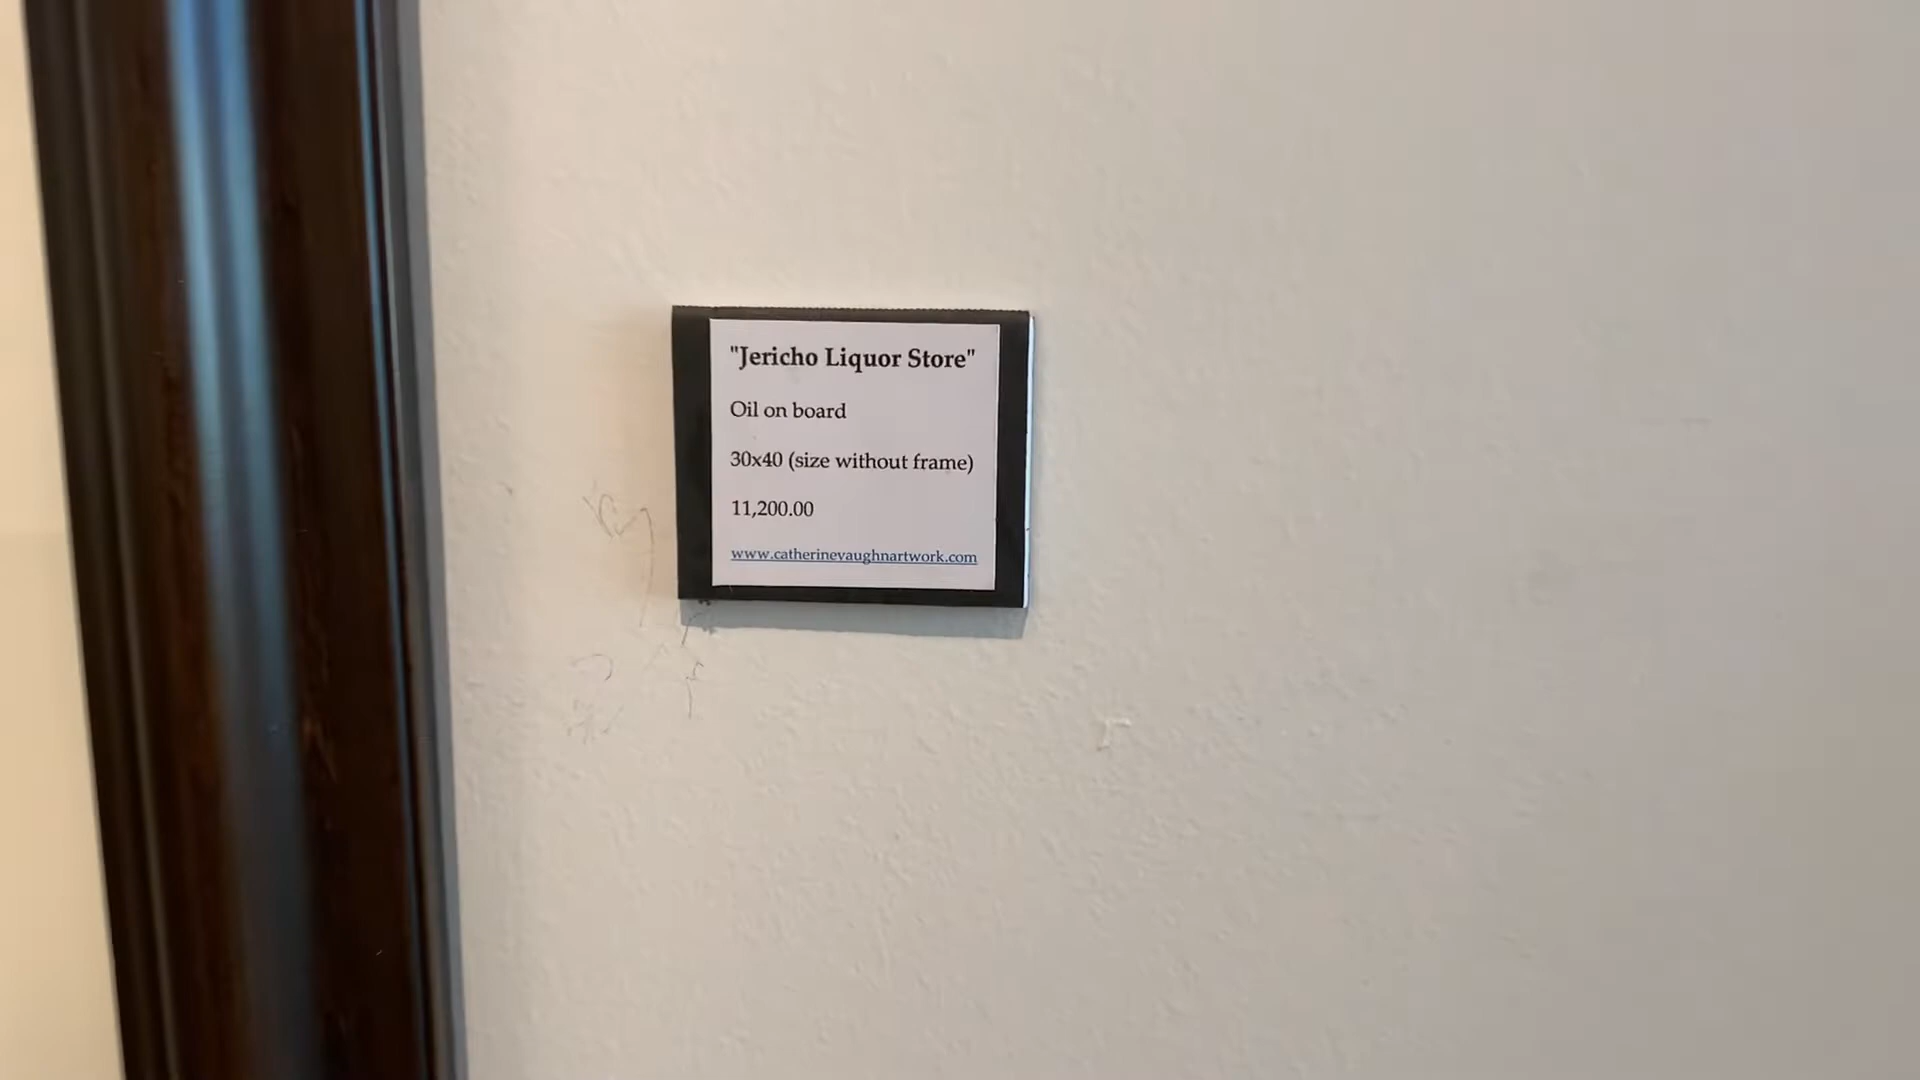 "Jericho Liquor Store"
Oil on board
30x40 (size without frame)
11,200.00
www.catherinevaughnartwork.com